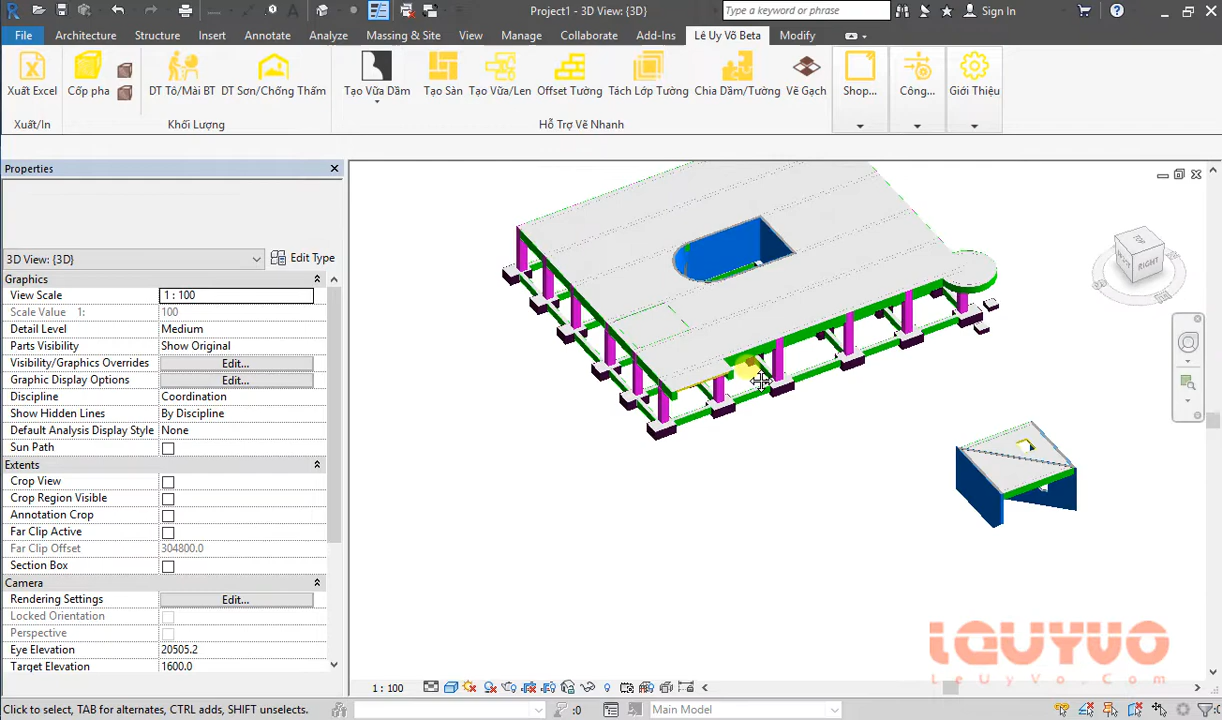 Project1 - 3D View: {3D}
Type a keyword or phrase
Sign In
File
Architecture
Structure
Insert
Annotate
Analyze
Massing & Site
View
Manage
Collaborate
Add-Ins
Lê Uy Võ Beta
Modify
Xuất Excel
Cốp pha
DT Tô/Mài BT
DT Sơn/Chống Thấm
Tạo Vữa Dầm
Tạo Sàn
Tạo Vữa/Len
Offset Tường
Tách Lớp Tường
Chia Dầm/Tường
Vẽ Gạch
Shop...
Công...
Giới Thiệu
Xuất/In
Khối Lượng
Hỗ Trợ Vẽ Nhanh
Properties
3D View: {3D}
Edit Type
Graphics
View Scale 1 : 100
Scale Value 1: 100
Detail Level Medium
Parts Visibility Show Original
Visibility/Graphics Overrides Edit...
Graphic Display Options Edit...
Discipline Coordination
Show Hidden Lines By Discipline
Default Analysis Display Style None
Sun Path
Extents
Crop View
Crop Region Visible
Annotation Crop
Far Clip Active
Far Clip Offset 304800.0
Section Box
Camera
Rendering Settings Edit...
Locked Orientation
Perspective
Eye Elevation 20505.2
Target Elevation 1600.0
TOP
RIGHT
LEUYVO
LeUyVo.Com
1 : 100
Click to select, TAB for alternates, CTRL adds, SHIFT unselects.
:0
Main Model
:0